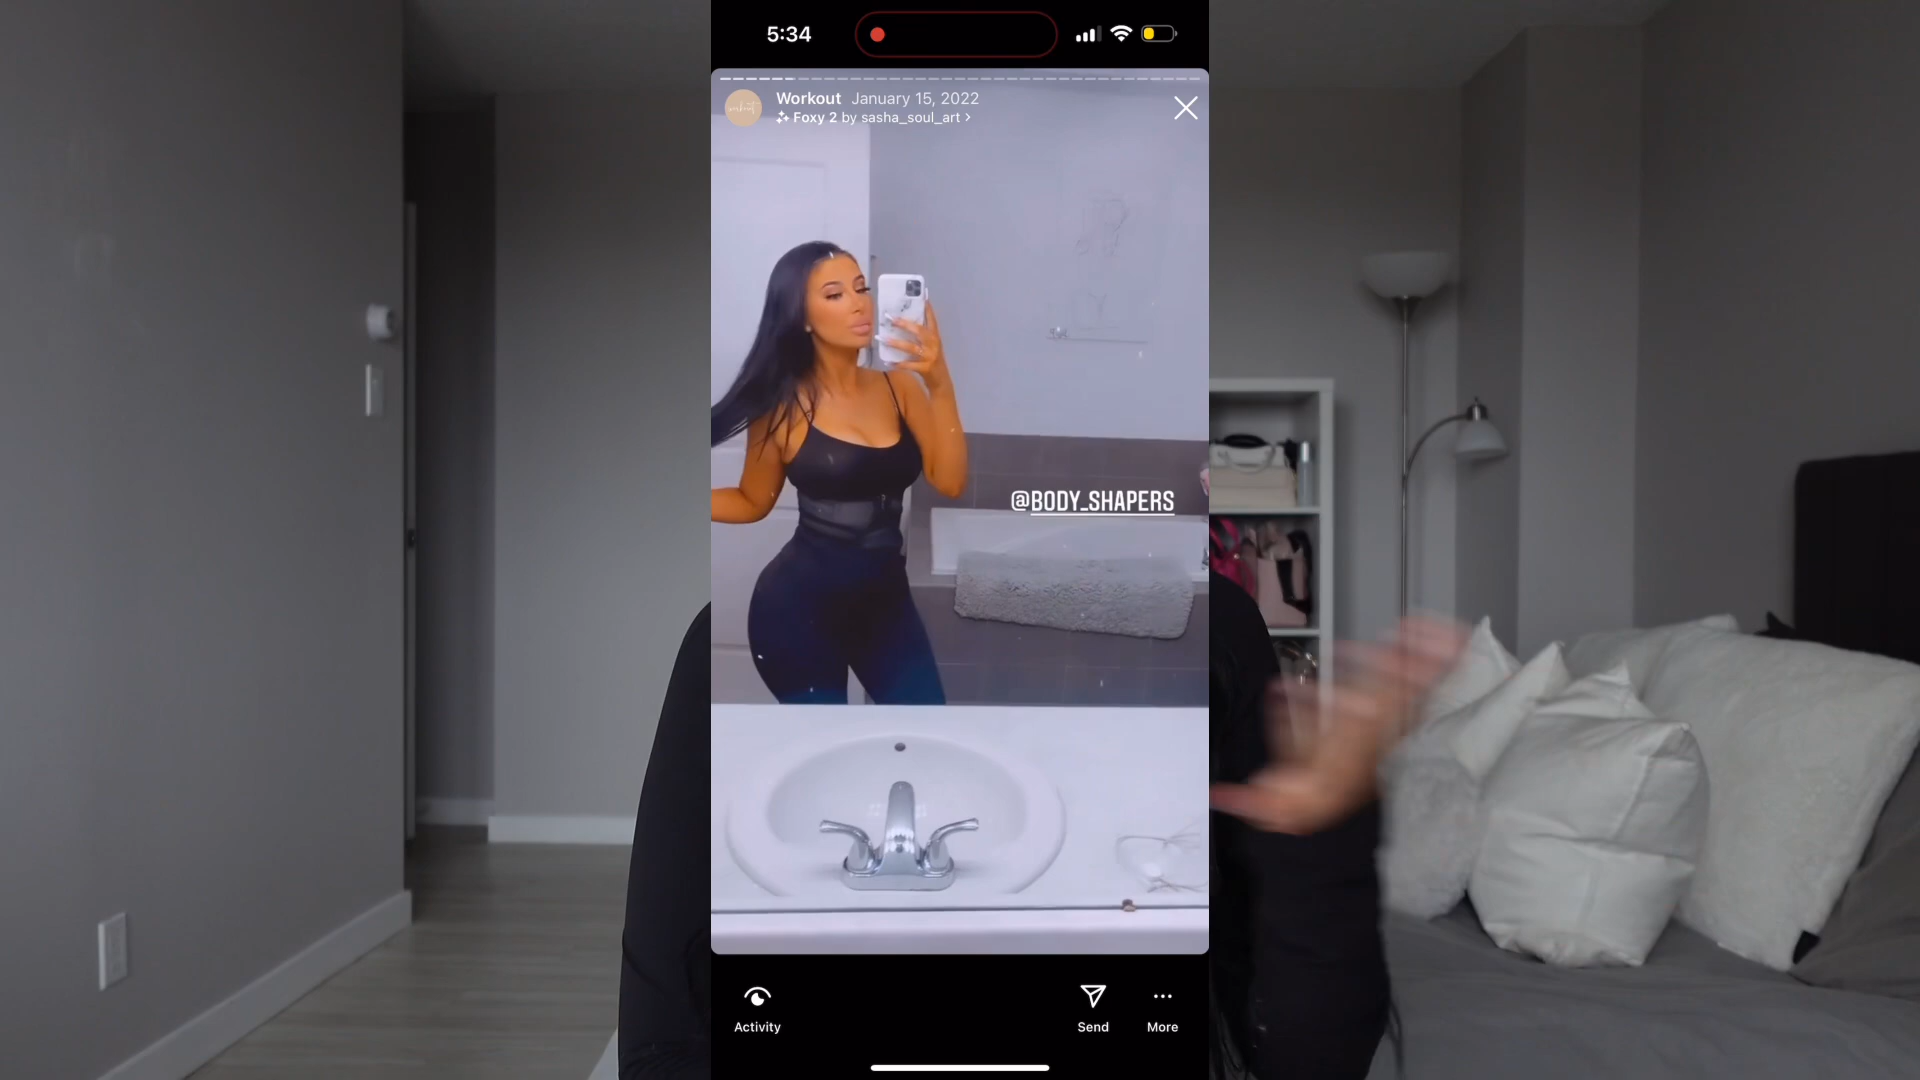 5:34
Workout January 15, 2022
Foxy 2 by sasha_soul_art >
@BODY_SHAPERS
Activity
Send
More